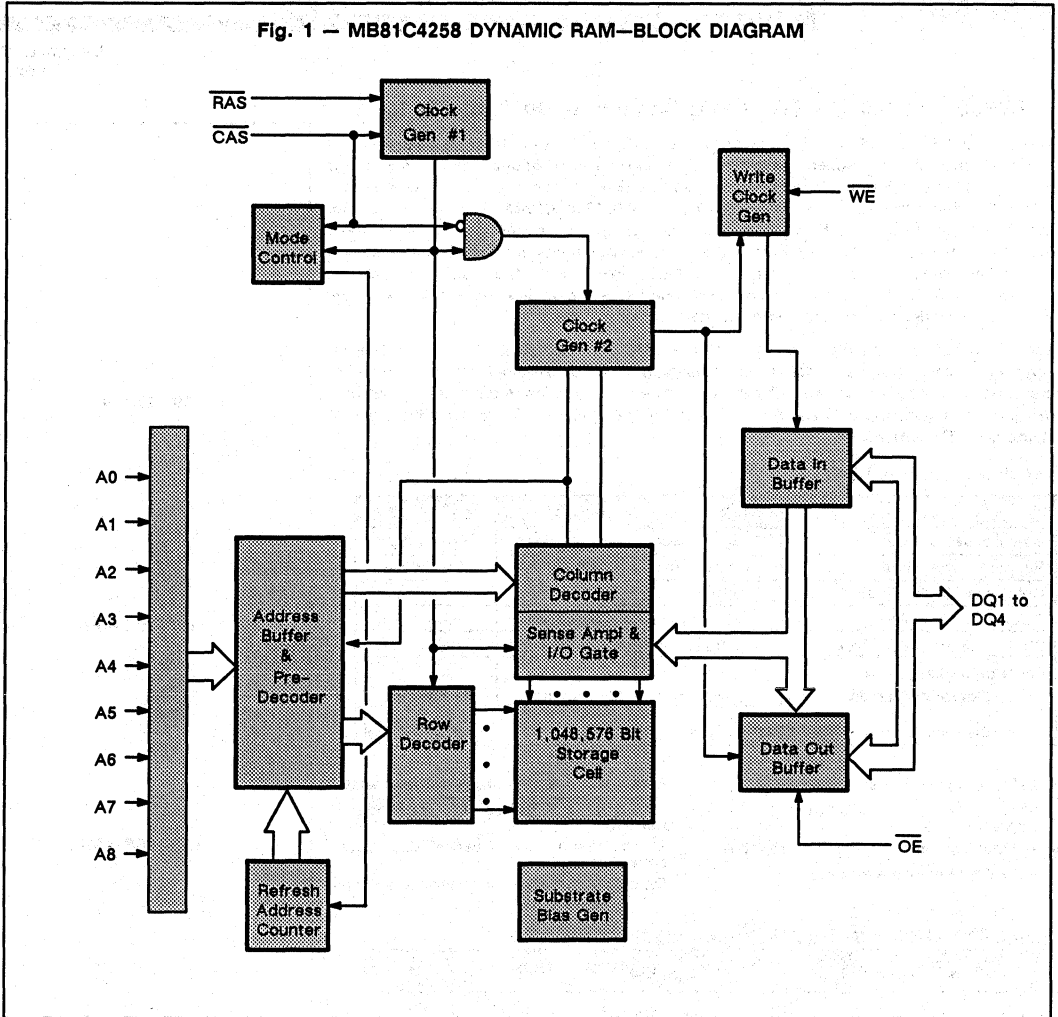 Fig. 1 — MB81C4258 DYNAMIC RAM—BLOCK DIAGRAM
RAS
CAS
Clock
Gen #1
Write
Clock
Gen
WE
Mode
Control
Clock
Gen #2
A0
A1
A2
A3
A4
A5
A6
A7
A8
Address
Buffer
&
Pre-
Decoder
Column
Decoder
Sense Ampl &
I/O Gate
Data In
Buffer
DQ1 to
DQ4
Row
Decoder
1,048,576 Bit
Storage
Cell
Data Out
Buffer
OE
Refresh
Address
Counter
Substrate
Bias Gen